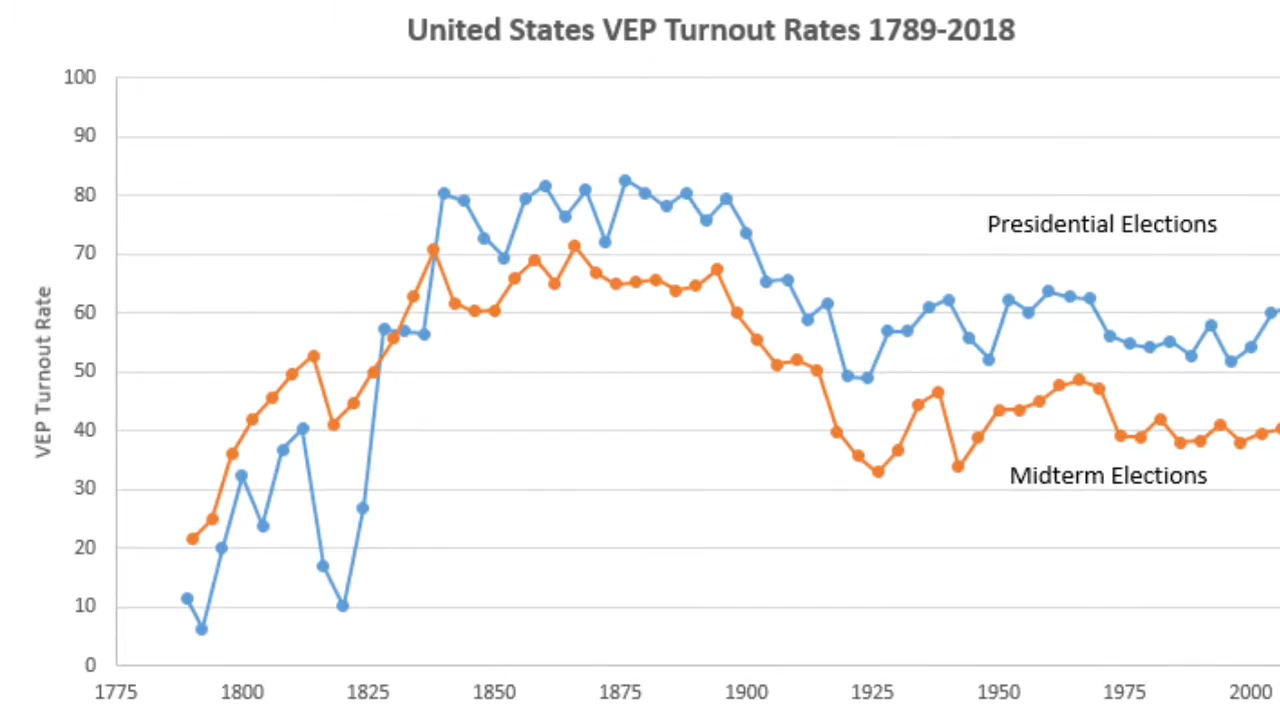 United States VEP Turnout Rates 1789-2018
VEP Turnout Rate
100
90
80
70
60
50
40
30
20
10
0
Presidential Elections
Midterm Elections
1775 1800 1825 1850 1875 1900 1925 1950 1975 2000